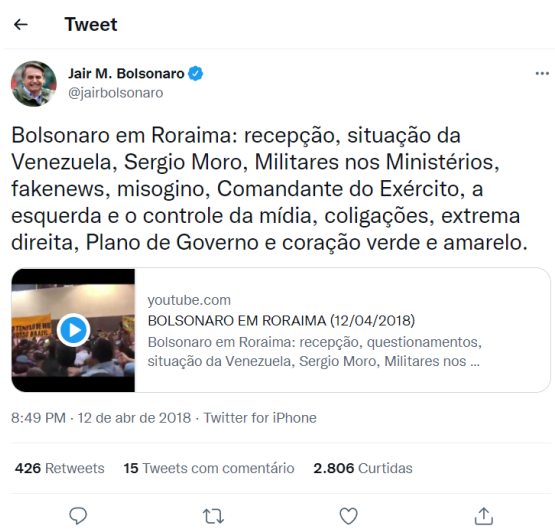 Tweet
Jair M. Bolsonaro
@jairbolsonaro
Bolsonaro em Roraima: recepção, situação da
Venezuela, Sergio Moro, Militares nos Ministérios,
fakenews, misogino, Comandante do Exército, a
esquerda e o controle da mídia, coligações, extrema
direita, Plano de Governo e coração verde e amarelo.
youtube.com
BOLSONARO EM RORAIMA (12/04/2018)
Bolsonaro em Roraima: recepção, questionamentos,
situação da Venezuela, Sergio Moro, Militares nos ...
8:49 PM · 12 de abr de 2018 · Twitter for iPhone
426 Retweets 15 Tweets com comentário 2.806 Curtidas